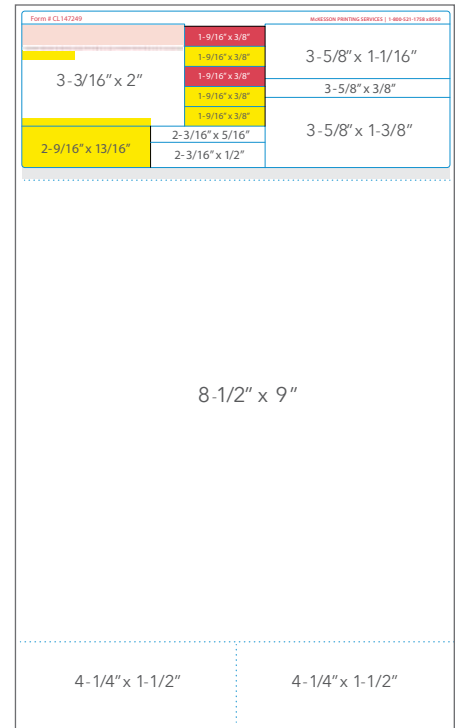 Form # CL147249
McKESSON PRINTING SERVICES | 1-800-521-1758 x8550
3-3/16” x 2”
1-9/16” x 3/8”
1-9/16” x 3/8”
1-9/16” x 3/8”
1-9/16” x 3/8”
1-9/16” x 3/8”
3-5/8” x 1-1/16”
3-5/8” x 3/8”
3-5/8” x 1-3/8”
2-9/16” x 13/16”
2-3/16” x 5/16”
2-3/16” x 1/2”
8-1/2” x 9”
4-1/4” x 1-1/2”
4-1/4” x 1-1/2”